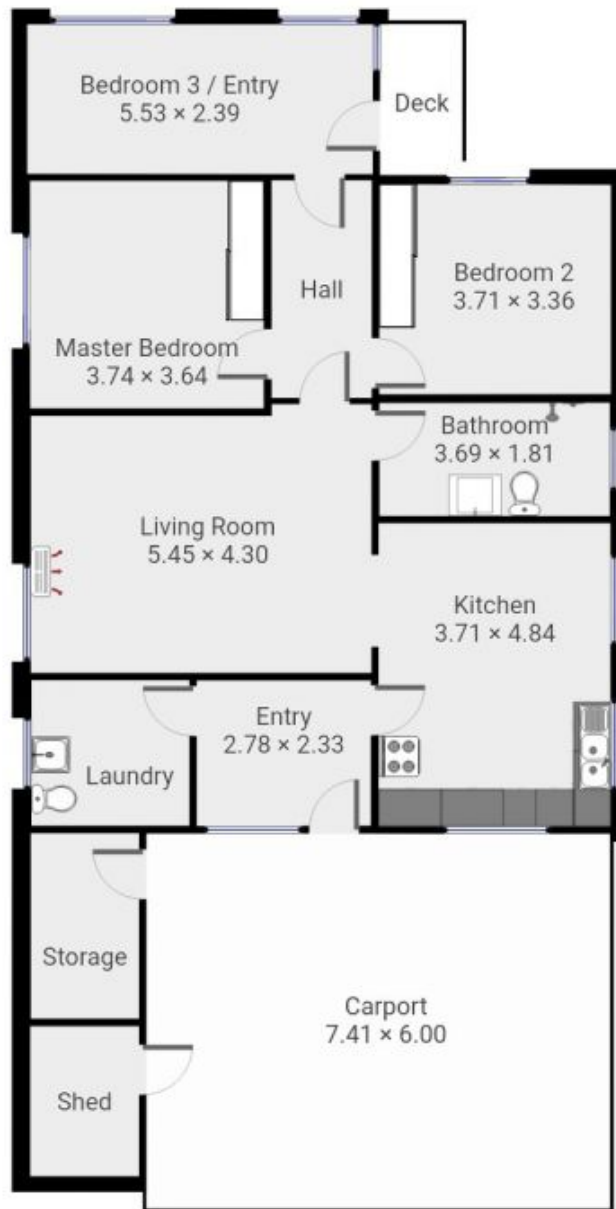 Bedroom 3 / Entry
5.53 × 2.39
Deck
Hall
Bedroom 2
3.71 × 3.36
Master Bedroom
3.74 × 3.64
Bathroom
3.69 × 1.81
Living Room
5.45 × 4.30
Kitchen
3.71 × 4.84
Entry
2.78 × 2.33
Laundry
Storage
Carport
7.41 × 6.00
Shed